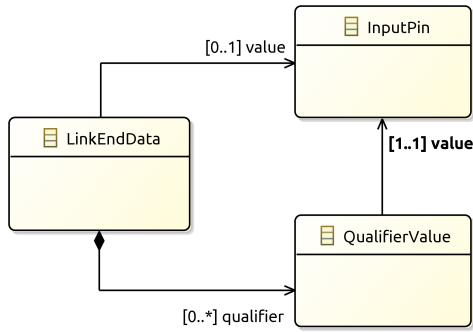 InputPin
[0..1] value
LinkEndData
[1..1] value
QualifierValue
[0..*] qualifier